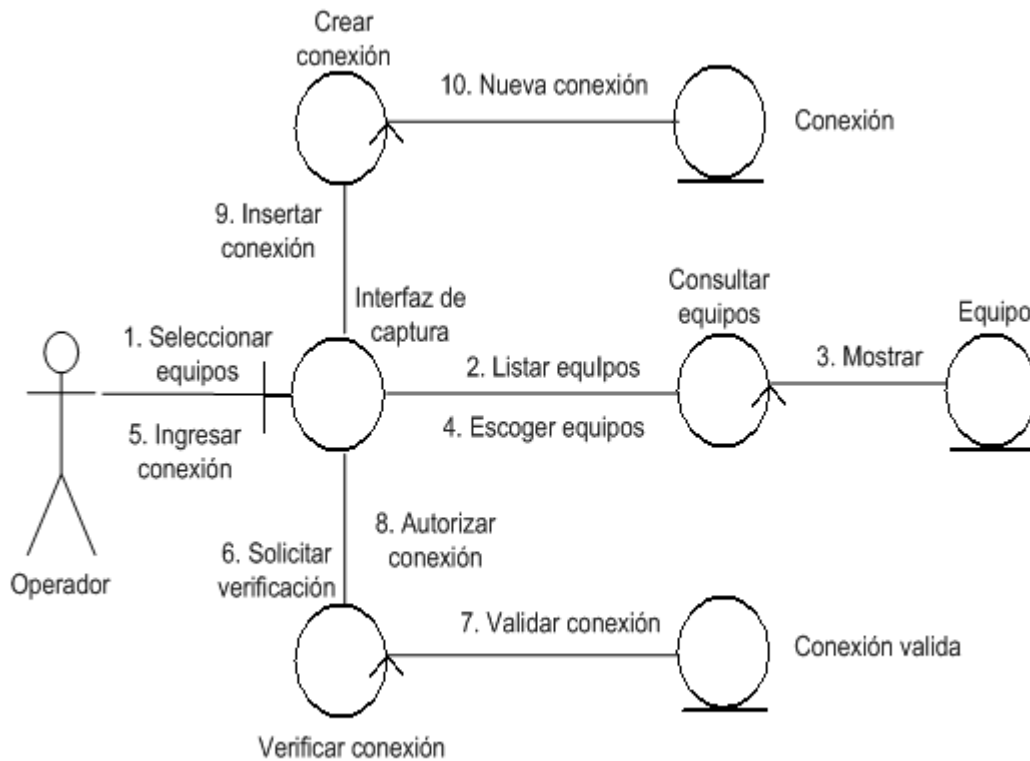 Crear
conexión
10. Nueva conexión
Conexión
9. Insertar
conexión
Interfaz de
captura
Consultar
equipos
Equipo
1. Seleccionar
equipos
2. Listar equIpos
3. Mostrar
4. Escoger equipos
5. Ingresar
conexión
8. Autorizar
conexión
6. Solicitar
verificación
Operador
7. Validar conexión
Conexión valida
Verificar conexión